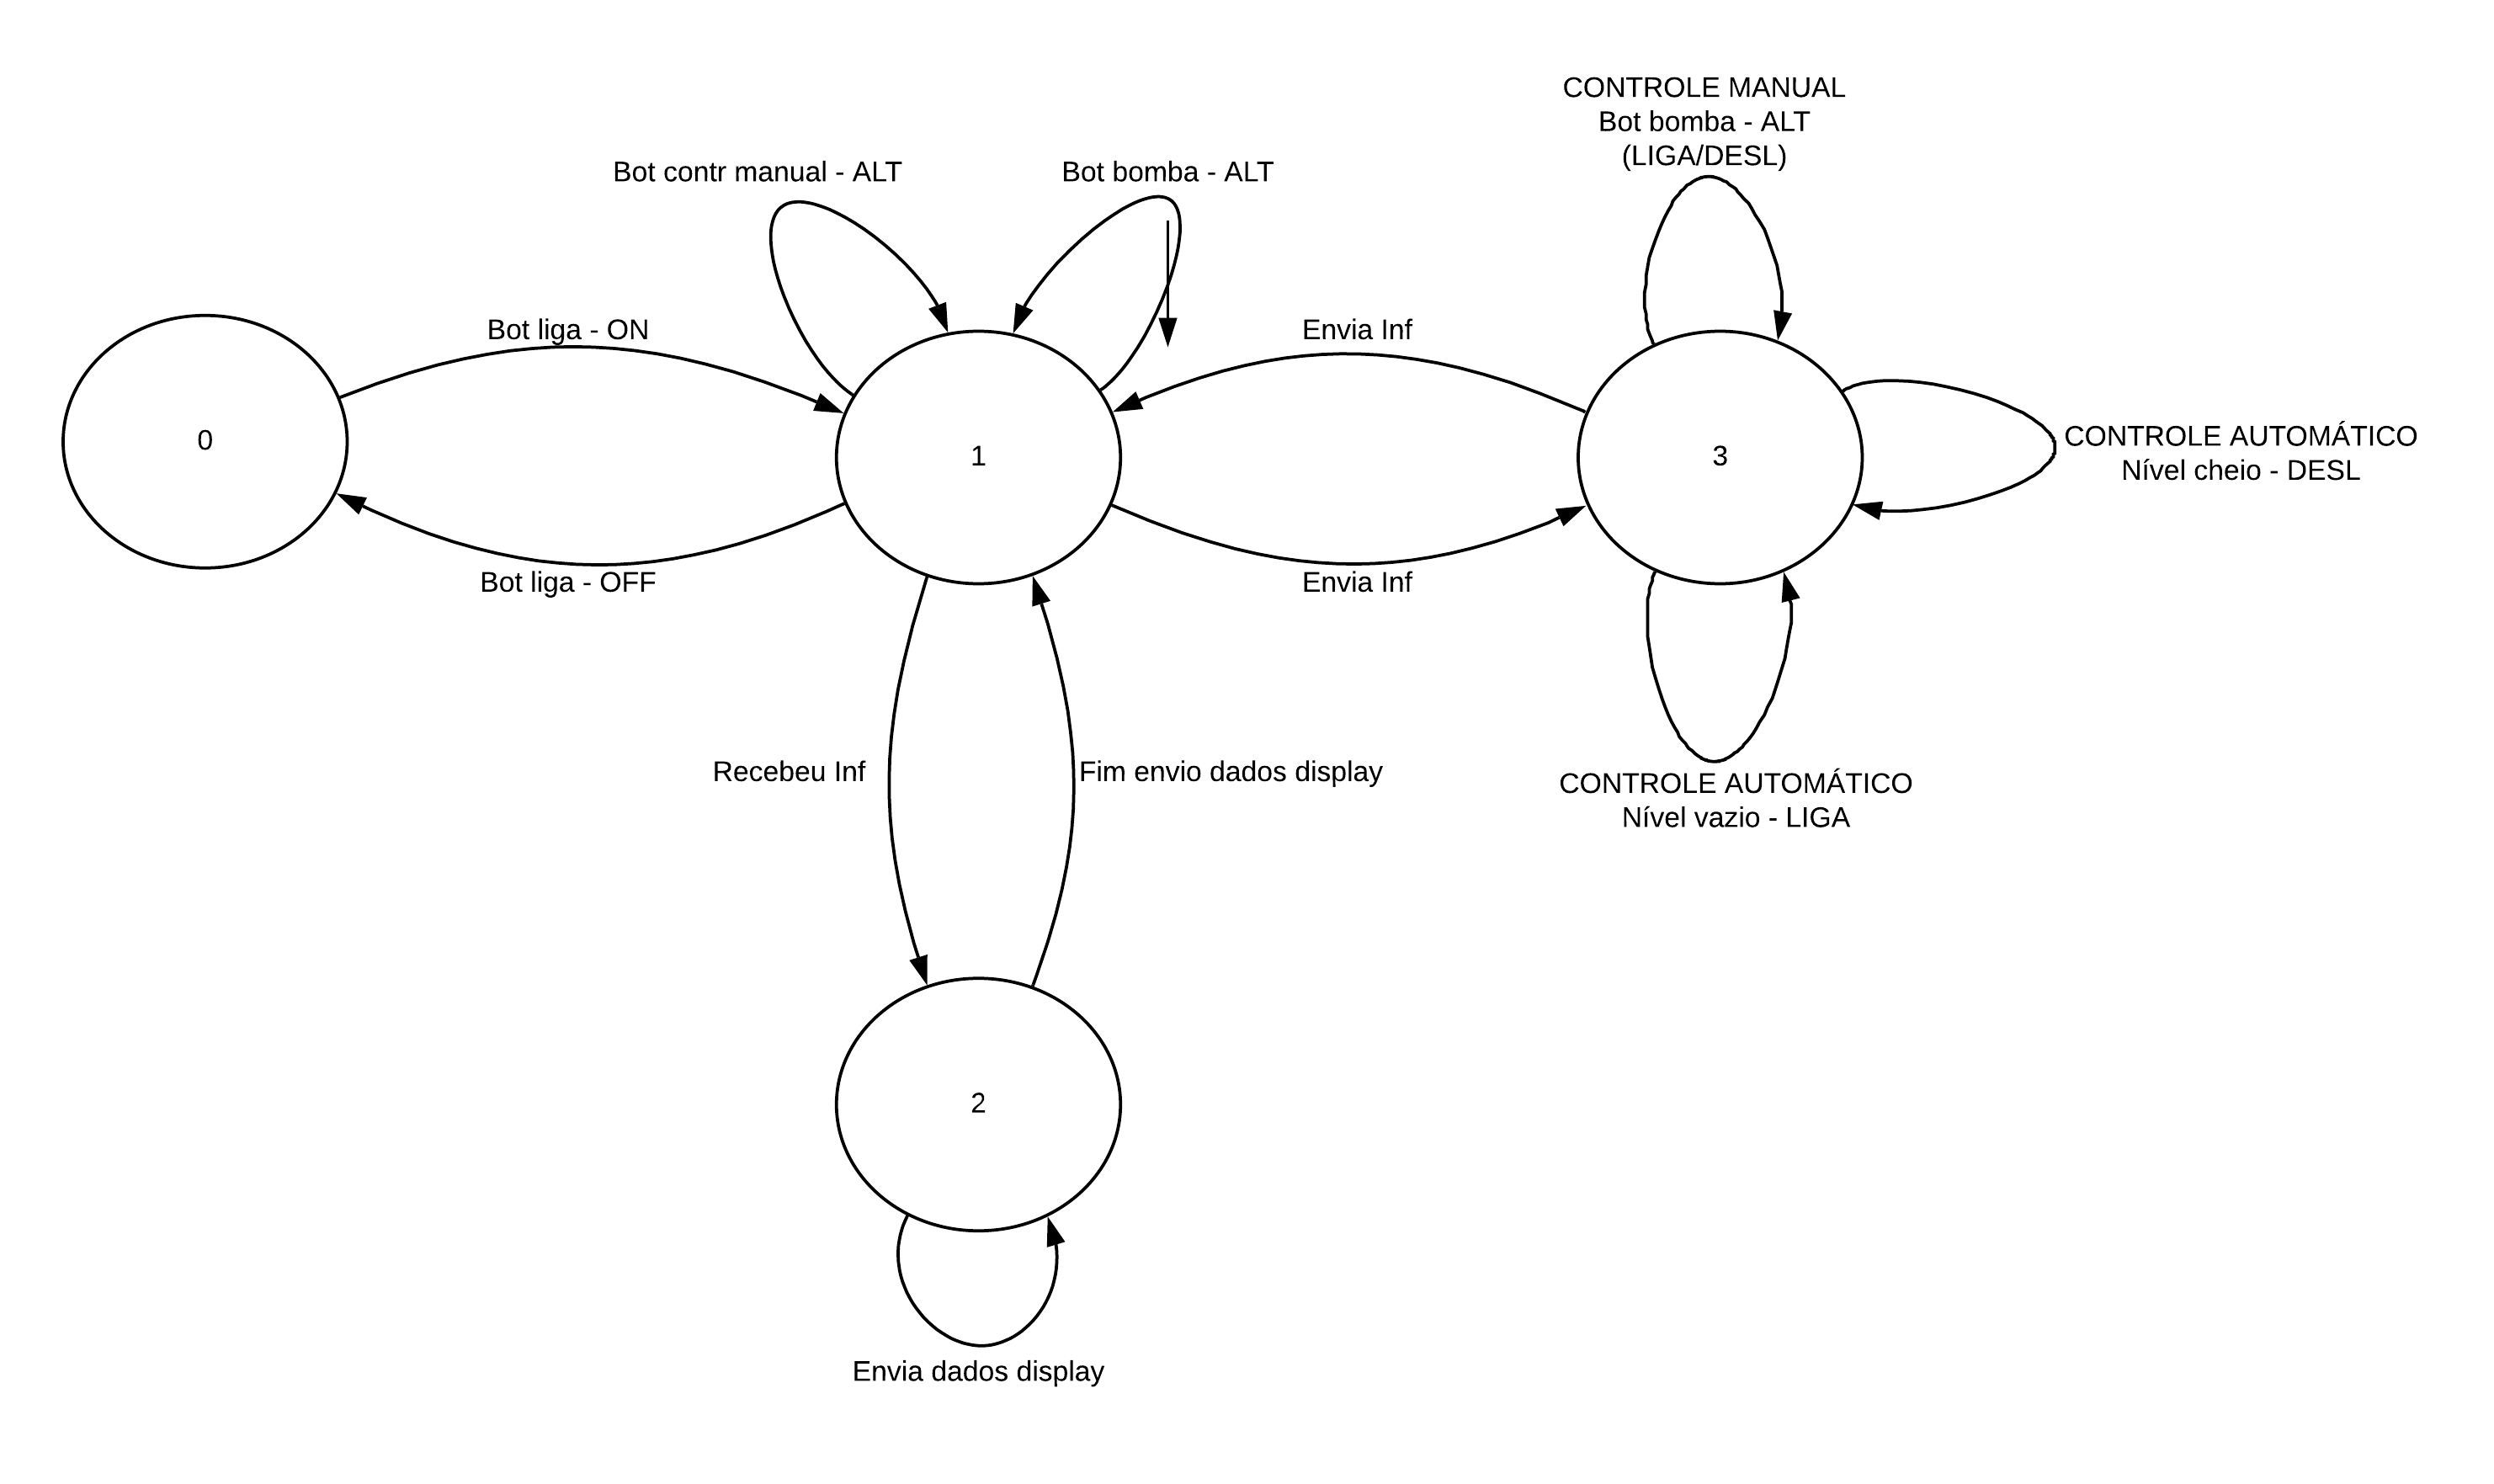 CONTROLE MANUAL
Bot bomba - ALT
(LIGA/DESL)
Bot contr manual - ALT
Bot bomba - ALT
Bot liga - ON
Envia Inf
0
1
3
CONTROLE AUTOMÁTICO
Nível cheio - DESL
Bot liga - OFF
Envia Inf
Recebeu Inf
Fim envio dados display
CONTROLE AUTOMÁTICO
Nível vazio - LIGA
2
Envia dados display